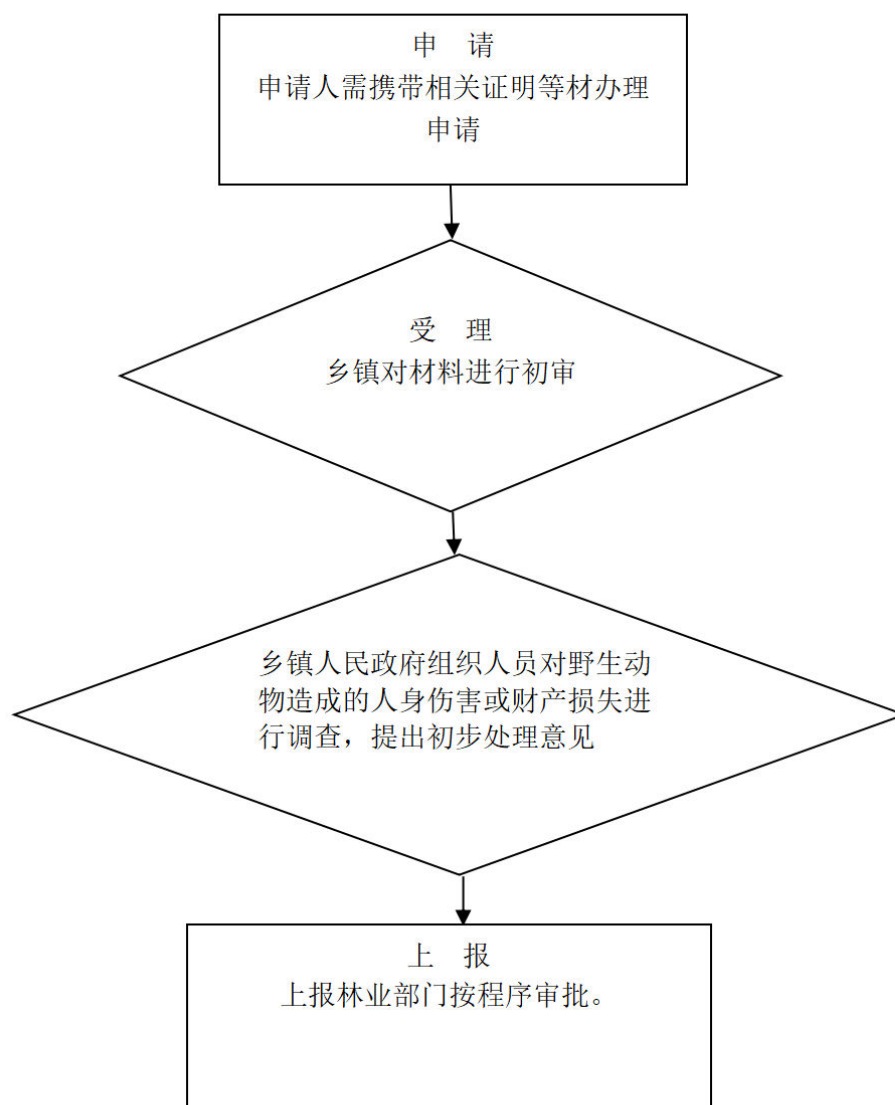 申　请
申请人需携带相关证明等材办理
申请
受　理
乡镇对材料进行初审
乡镇人民政府组织人员对野生动
物造成的人身伤害或财产损失进
行调查，提出初步处理意见
上　报
上报林业部门按程序审批。